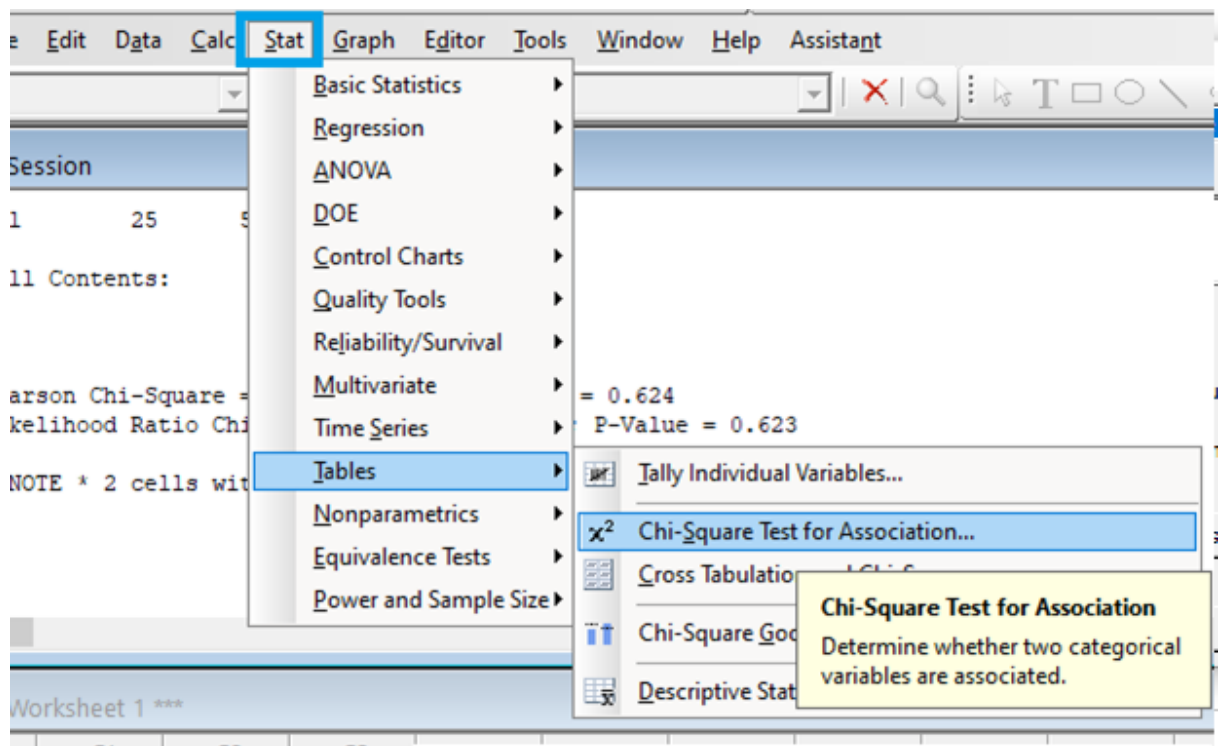 e Edit Data Calc Stat Graph Editor Tools Window Help Assistant
Basic Statistics
Regression
Session
ANOVA
1 25 5
DOE
Control Charts
11 Contents:
Quality Tools
Reliability/Survival
Multivariate
arson Chi-Square = = 0.624
Time Series
kelihood Ratio Chi P-Value = 0.623
Tables
NOTE * 2 cells wit
Nonparametrics
Equivalence Tests
Power and Sample Size
Tally Individual Variables...
x² Chi-Square Test for Association...
Cross Tabulatio
Chi-Square Goo
Descriptive Stat
Chi-Square Test for Association
Determine whether two categorical
variables are associated.
Worksheet 1 ***